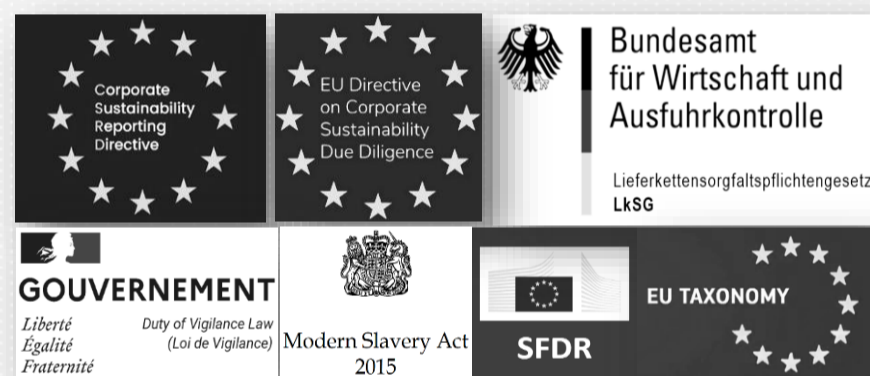 Corporate
Sustainability
Reporting
Directive
EU Directive
on Corporate
Sustainability
Due Diligence
Bundesamt
für Wirtschaft und
Ausfuhrkontrolle
Lieferkettensorgfaltspflichtengesetz
LkSG
GOUVERNEMENT
Liberté
Égalité
Fraternité
Duty of Vigilance Law
(Loi de Vigilance)
Modern Slavery Act
2015
SFDR
EU TAXONOMY